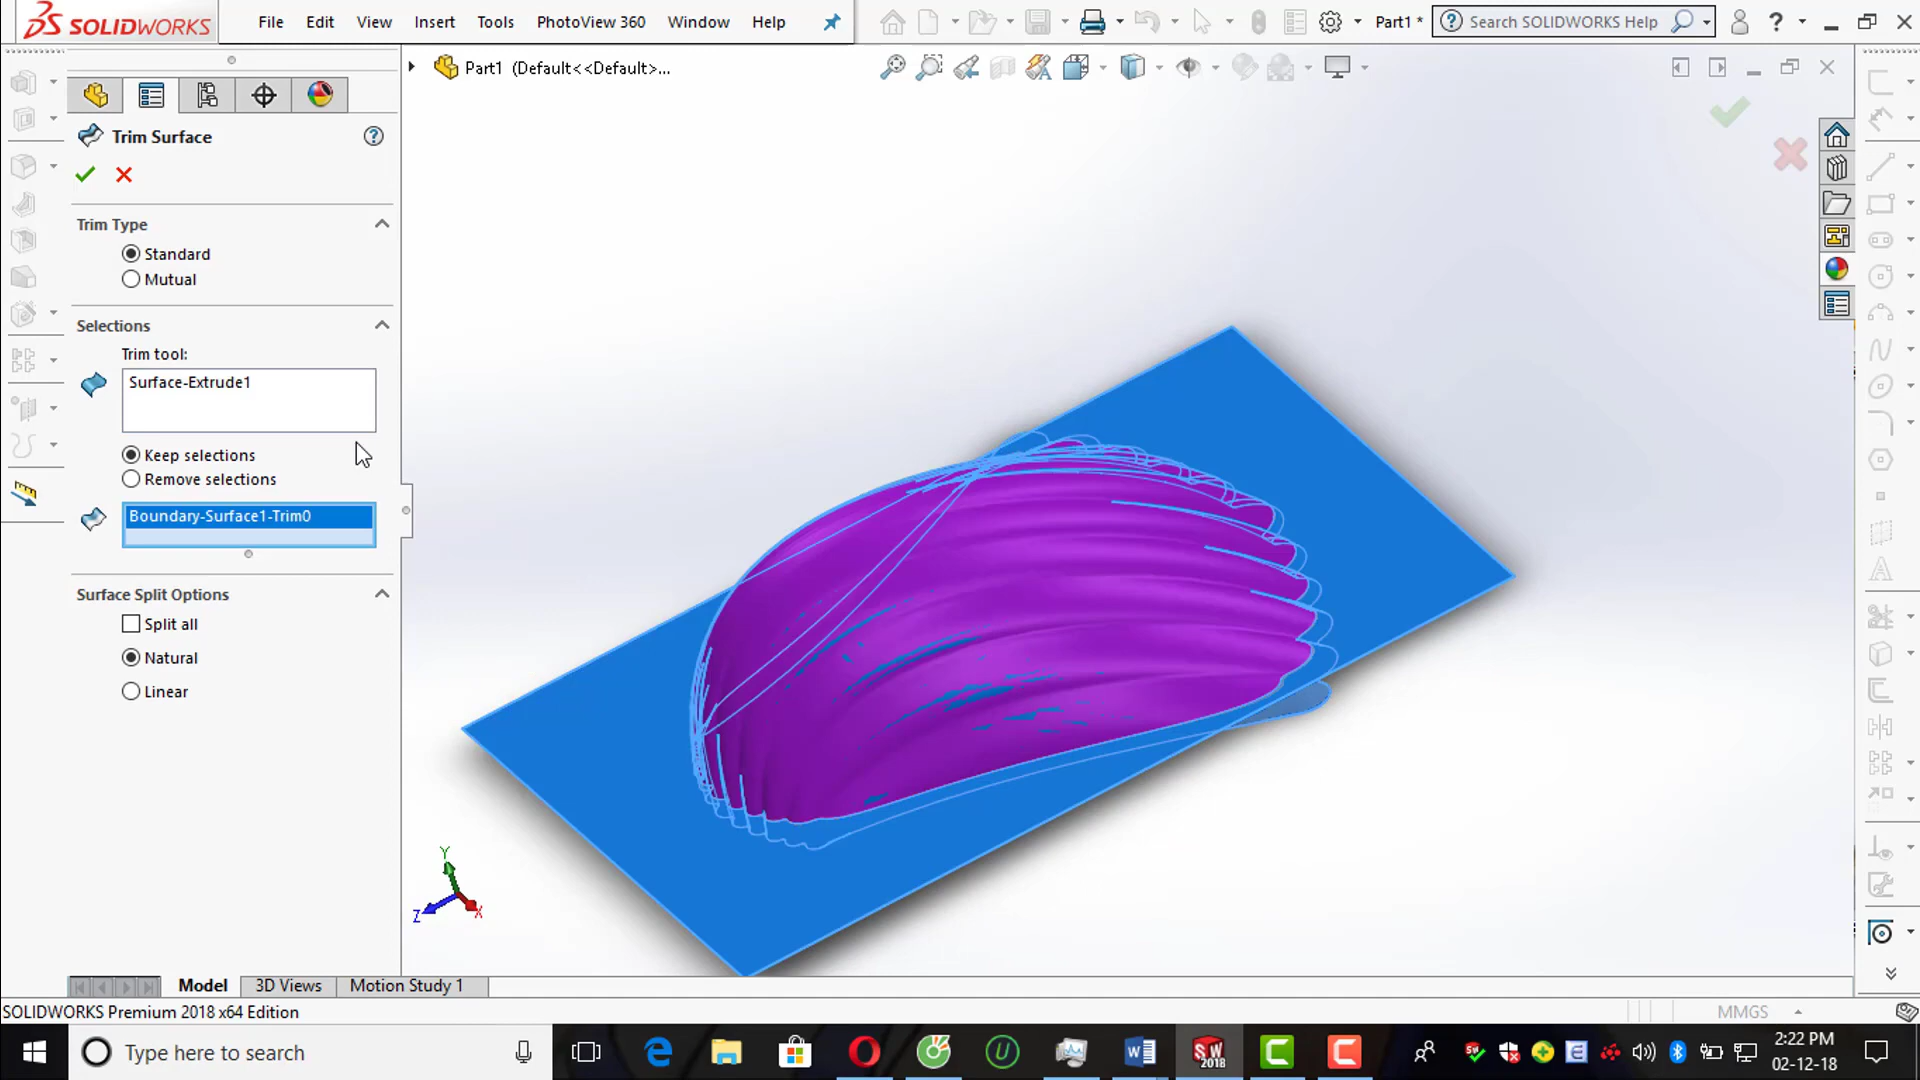 SOLIDWORKS
File Edit View Insert Tools PhotoView 360 Window Help
Part1 *
Search SOLIDWORKS Help
?
Part1 (Default<<Default>...
Trim Surface
?
Trim Type
Standard
Mutual
Selections
Trim tool:
Surface-Extrude1
Keep selections
Remove selections
Boundary-Surface1-Trim0
Surface Split Options
Split all
Natural
Linear
Y
Z
X
Model 3D Views Motion Study 1
SOLIDWORKS Premium 2018 x64 Edition
MMGS
Type here to search
SW
2018
2:22 PM
02-12-18